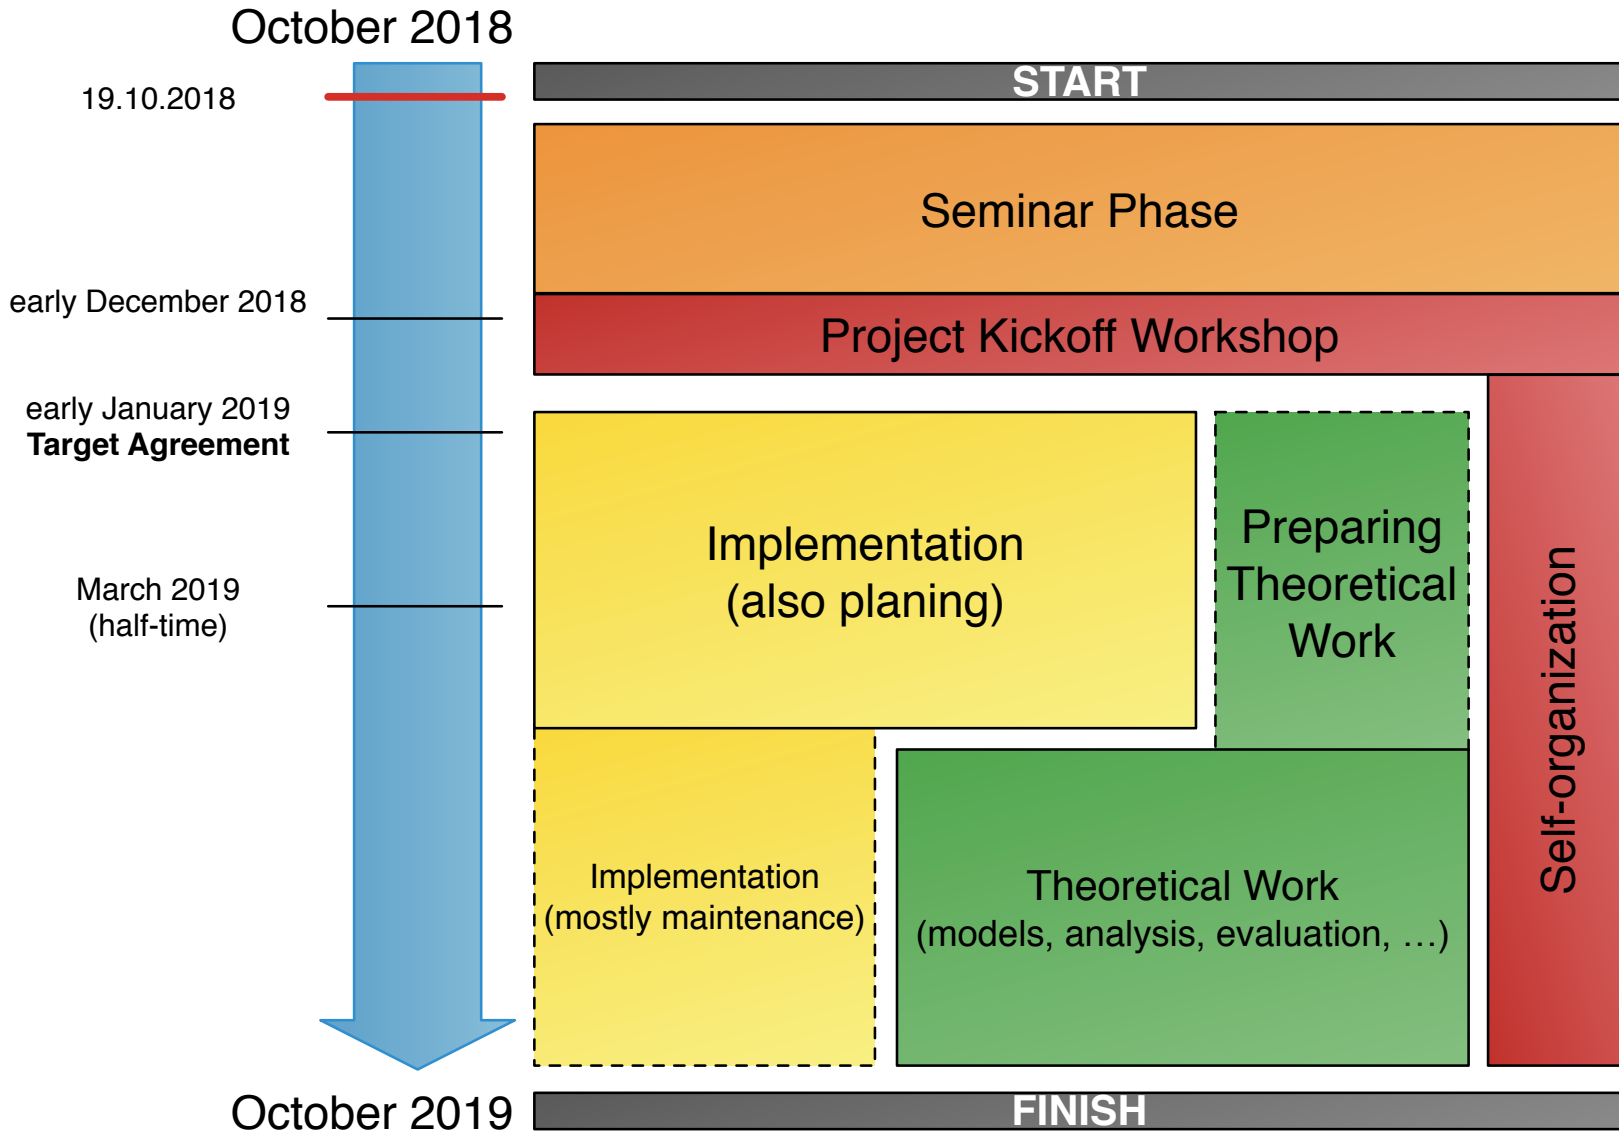 October 2018
19.10.2018
START
Seminar Phase
early December 2018
Project Kickoff Workshop
early January 2019
Target Agreement
Implementation
(also planing)
Preparing
Theoretical
Work
March 2019
(half-time)
Self-organization
Implementation
(mostly maintenance)
Theoretical Work
(models, analysis, evaluation, …)
October 2019
FINISH